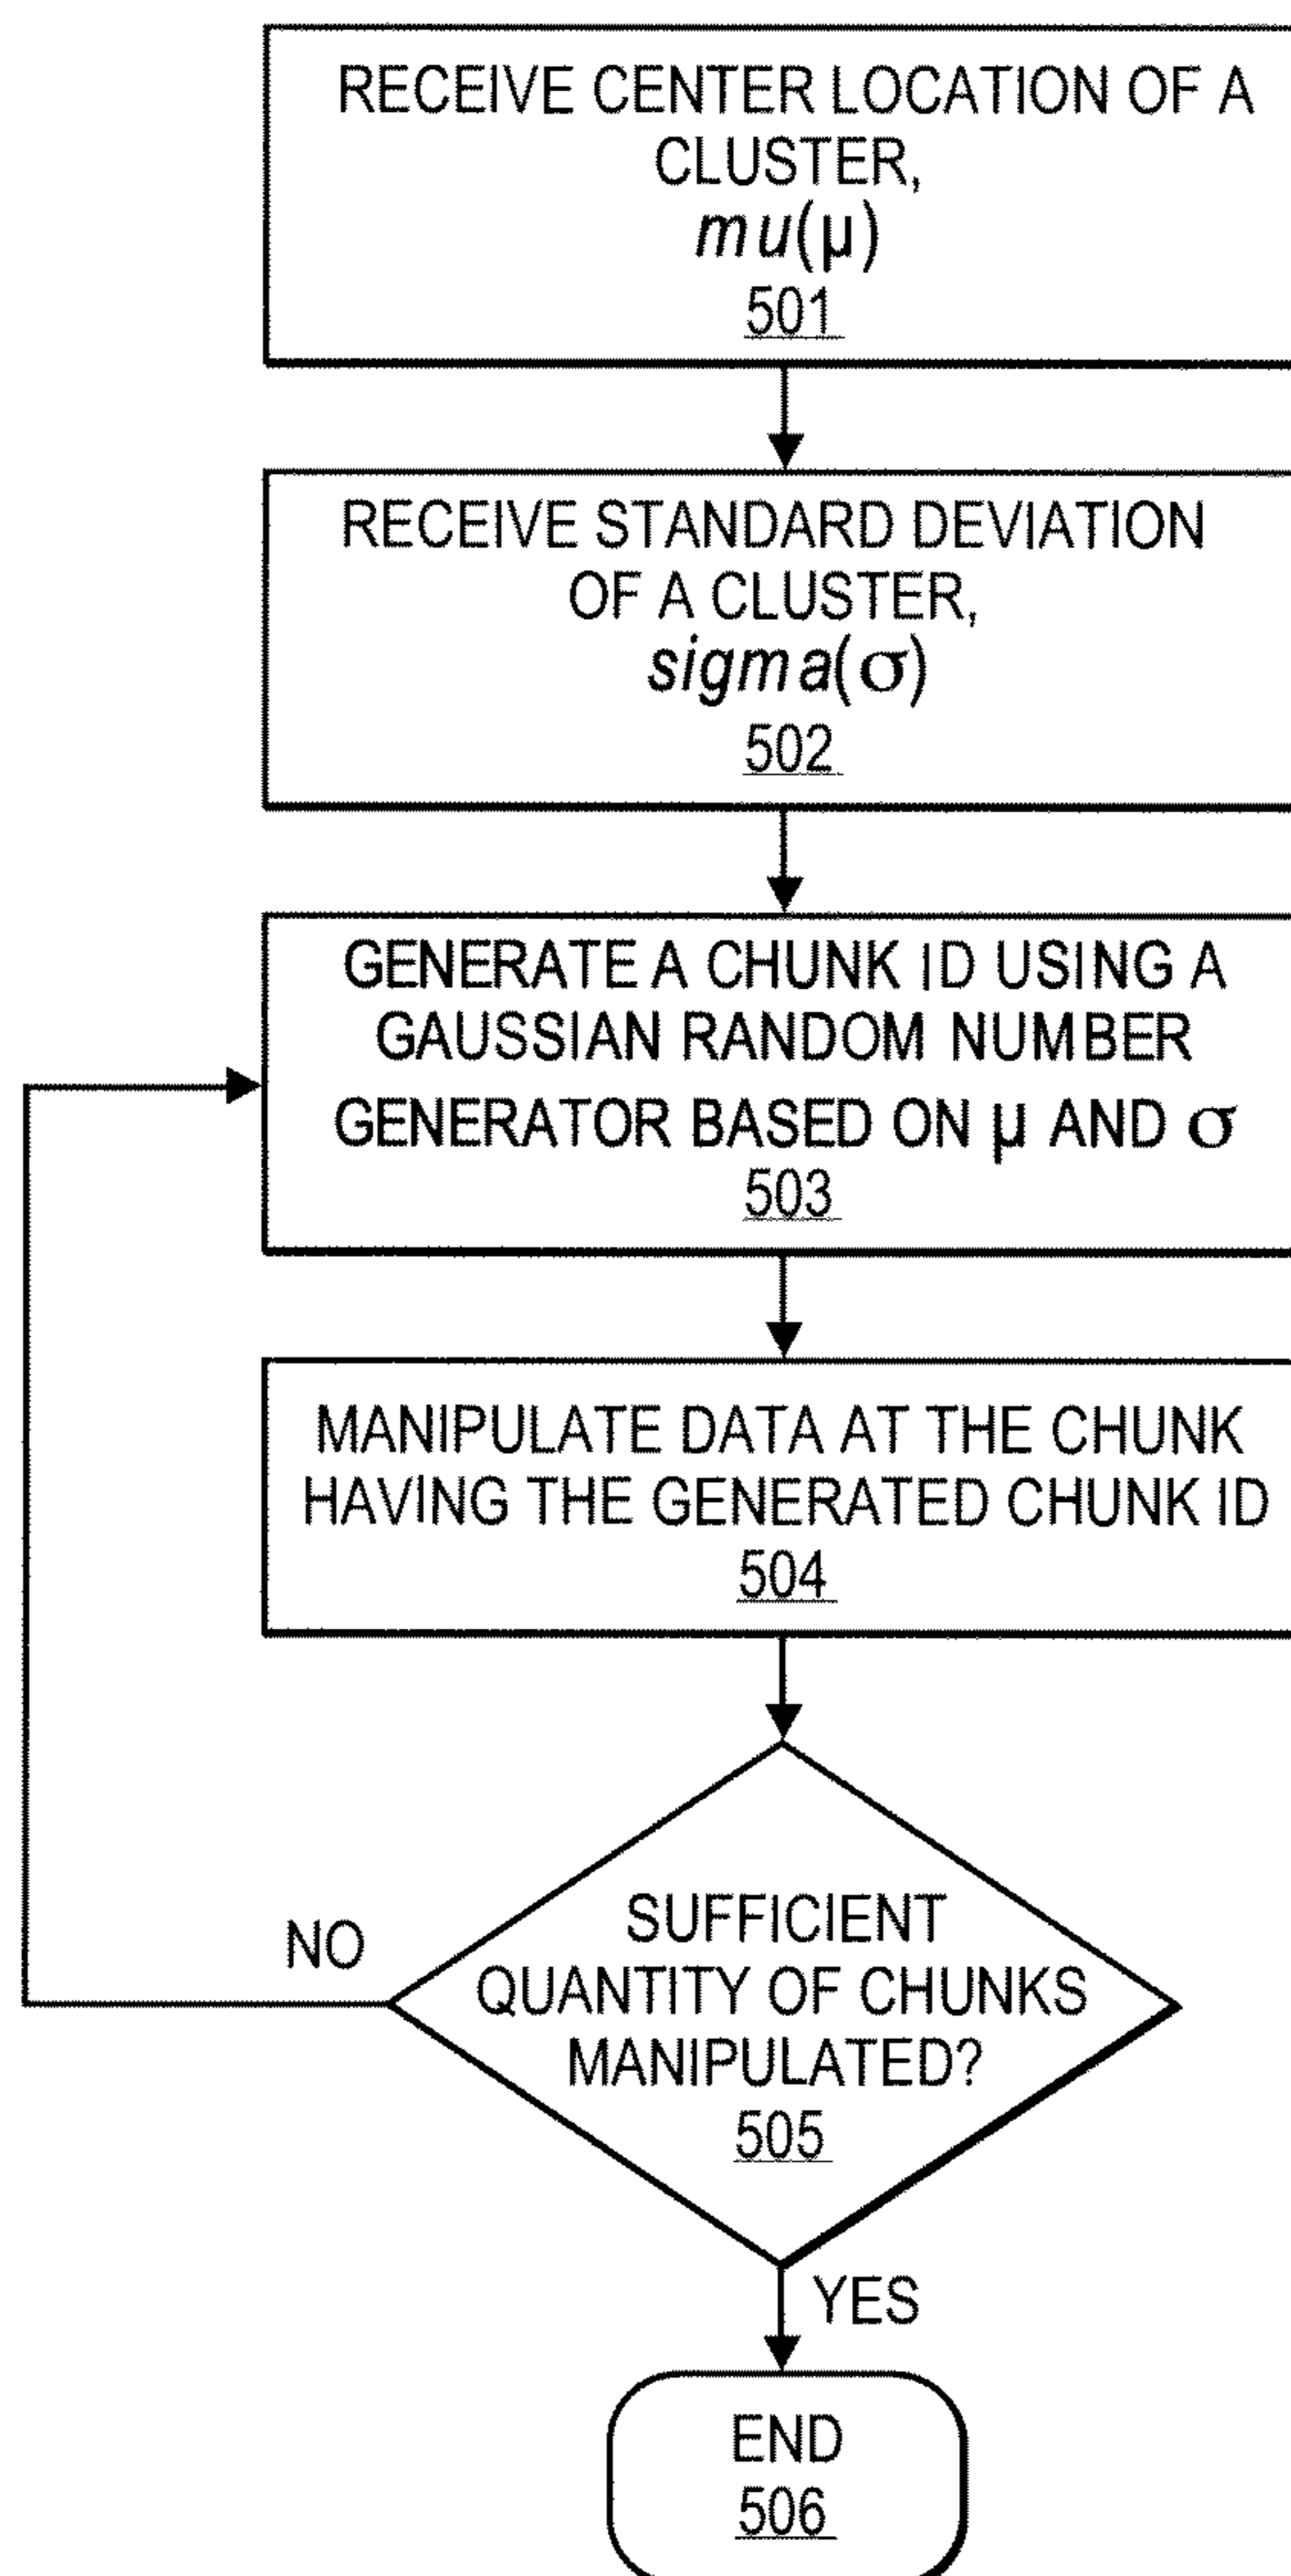 RECEIVE CENTER LOCATION OF A
CLUSTER,
mu(μ)
501
RECEIVE STANDARD DEVIATION
OF A CLUSTER,
sigma(σ)
502
GENERATE A CHUNK ID USING A
GAUSSIAN RANDOM NUMBER
GENERATOR BASED ON μ AND σ
503
MANIPULATE DATA AT THE CHUNK
HAVING THE GENERATED CHUNK ID
504
SUFFICIENT
QUANTITY OF CHUNKS
MANIPULATED?
505
NO
YES
END
506